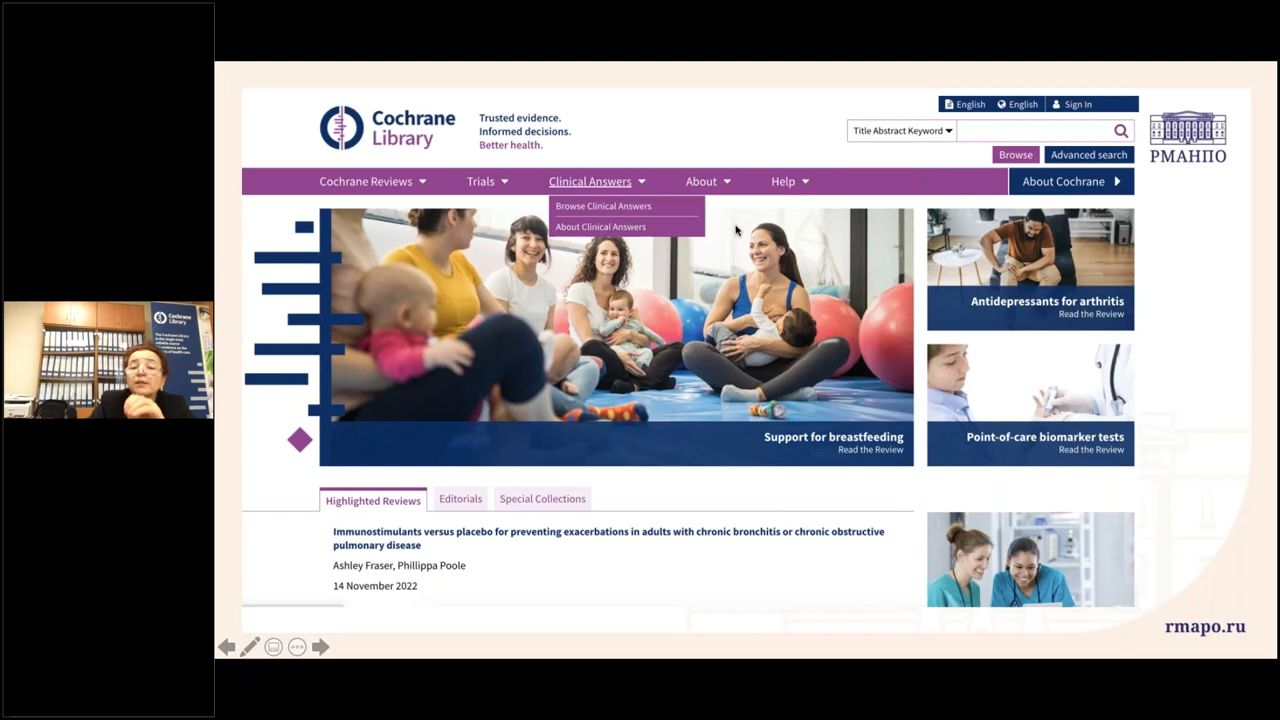 English
English
Sign In
Cochrane
Library
Trusted evidence.
Informed decisions.
Better health.
Title Abstract Keyword
Browse
Advanced search
РМАНПО
Cochrane Reviews
Trials
Clinical Answers
About
Help
About Cochrane
Browse Clinical Answers
About Clinical Answers
Antidepressants for arthritis
Read the Review
Support for breastfeeding
Read the Review
Point-of-care biomarker tests
Read the Review
Cochrane
Library
Highlighted Reviews
Editorials
Special Collections
Immunostimulants versus placebo for preventing exacerbations in adults with chronic bronchitis or chronic obstructive
pulmonary disease
Ashley Fraser, Phillippa Poole
14 November 2022
rmapo.ru